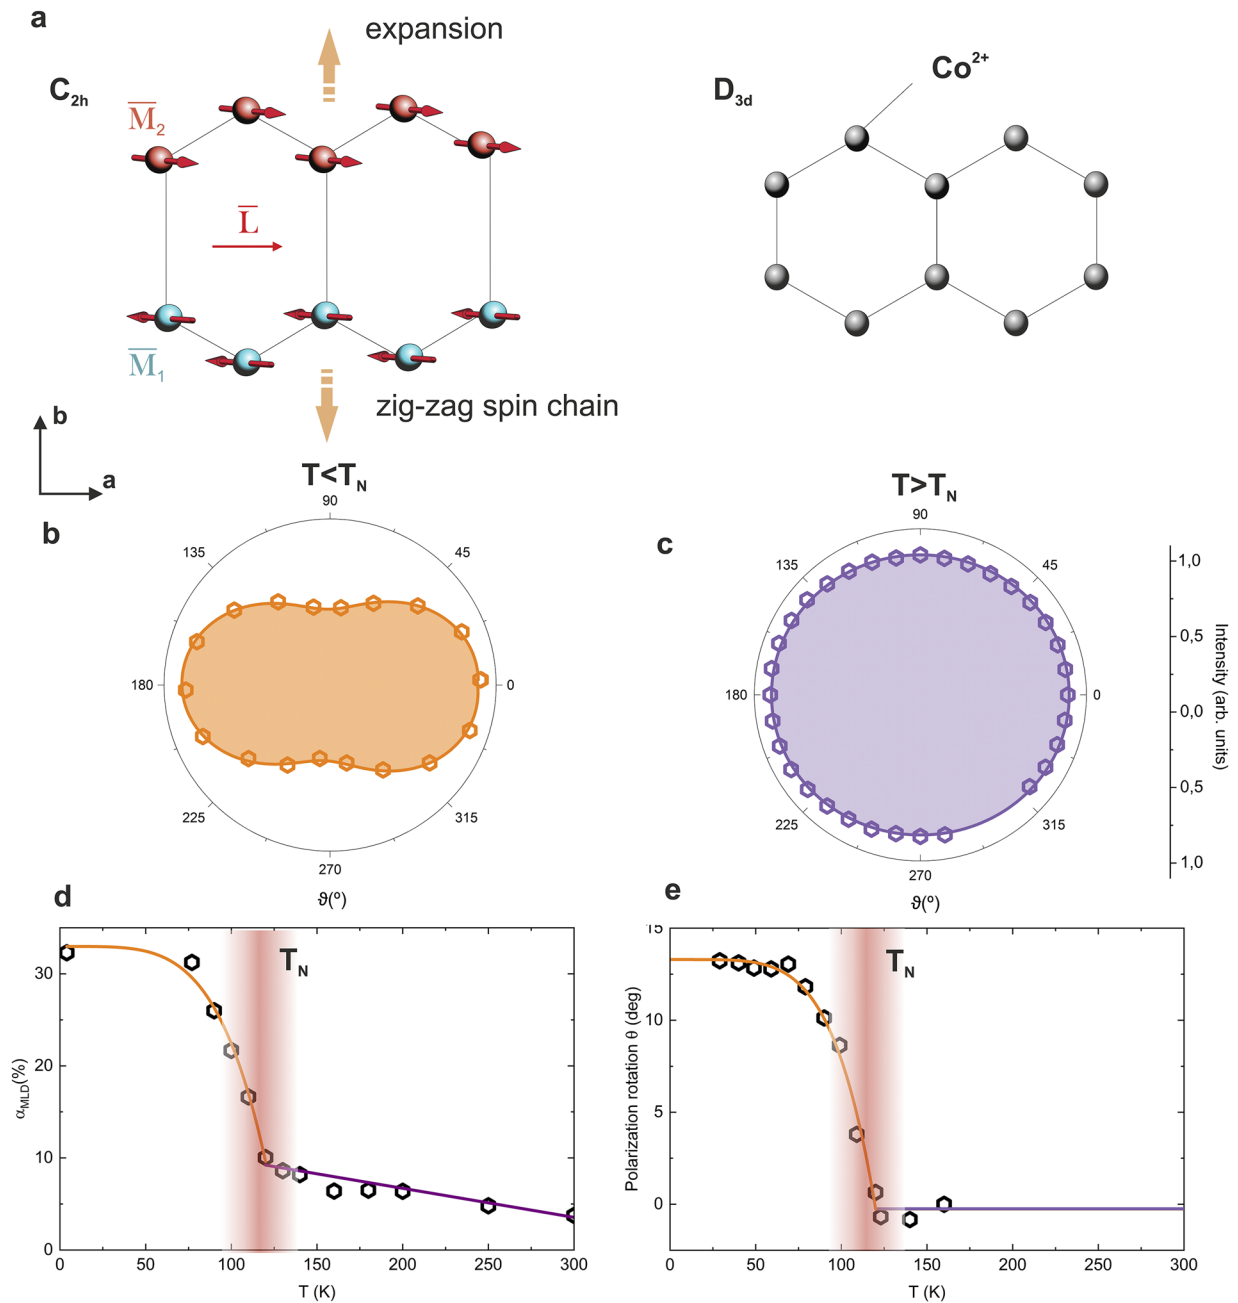 a
expansion
C2h
M̅2
L̅
M̅1
zig-zag spin chain
b
a
D3d
Co2+
T<TN
b
90
135
45
180
0
225
315
270
ϑ(º)
T>TN
c
90
135
45
180
0
225
315
270
ϑ(º)
1,0
0,5
0,0
0,5
1,0
Intensity (arb. units)
d
TN
30
20
10
0
αMLD(%)
0 50 100 150 200 250 300
T (K)
e
TN
15
10
5
0
Polarization rotation θ (deg)
0 50 100 150 200 250 300
T (K)